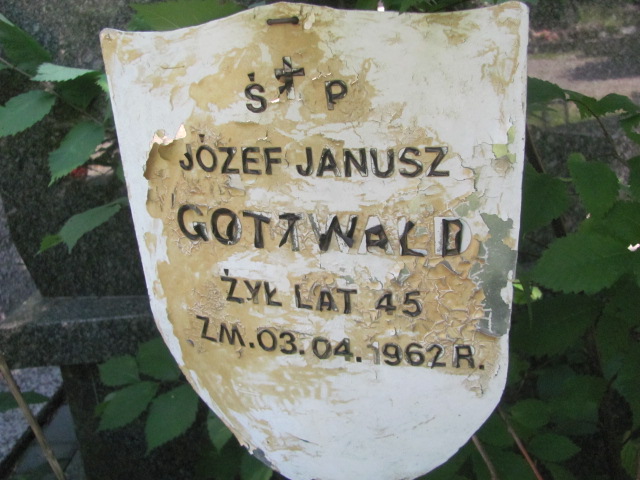 Ś P
JÓZEF JANUSZ
GOTTWALD
ŻYŁ LAT 45
ZM. 03. 04. 1962 R.